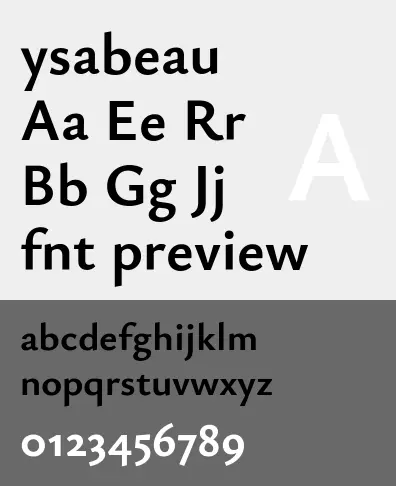 ysabeau
Aa Ee Rr
A
Bb Gg Jj
fnt preview
abcdefghijklm
nopqrstuvwxyz
0123456789